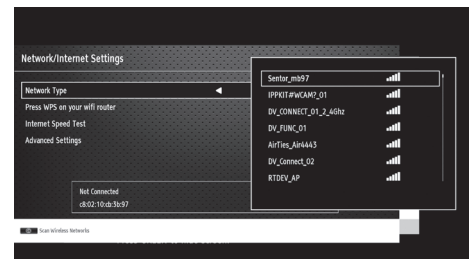 Network/Internet Settings
Network Type
Press WPS on your wifi router
Internet Speed Test
Advanced Settings
Not Connected
c8:02:10:cb:3b:97
Scan Wireless Networks
Sentor_mb97
IPPKIT#WCAM?_01
DV_CONNECT_01_2_4Ghz
DV_FUNC_01
AirTies_Air4443
DV_Connect_02
RTDEV_AP